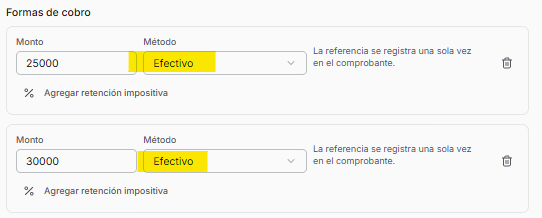 Formas de cobro
Monto Método
25000 Efectivo
La referencia se registra una sola vez
en el comprobante.
Agregar retención impositiva
Monto Método
30000 Efectivo
La referencia se registra una sola vez
en el comprobante.
Agregar retención impositiva